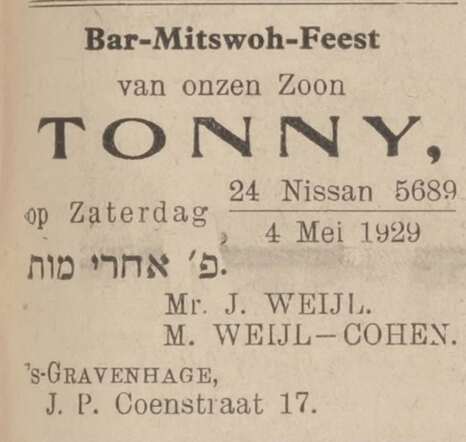 Bar-Mitswoh-Feest
van onzen Zoon
TONNY,
op Zaterdag 24 Nissan 5689
4 Mei 1929
פ׳ אחרי מות.
Mr. J. WEIJL.
M. WEIJL—COHEN.
's-GRAVENHAGE,
J. P. Coenstraat 17.